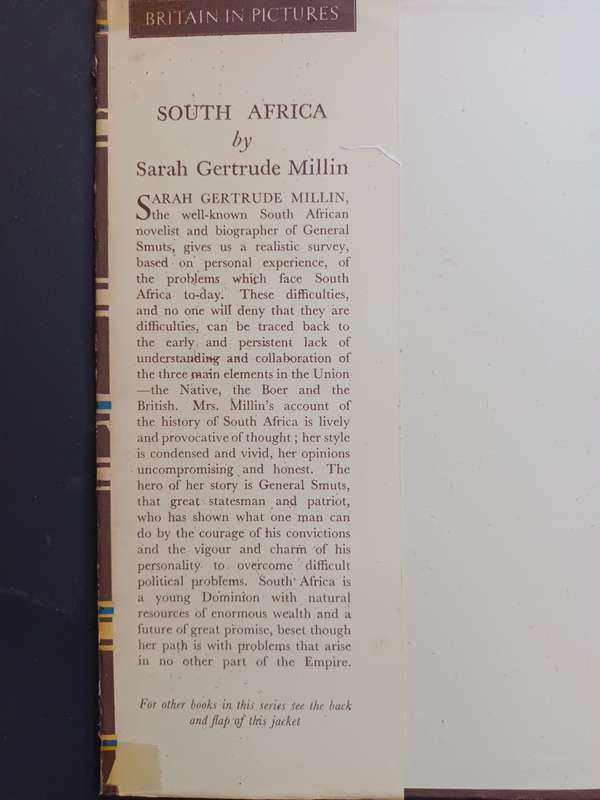 BRITAIN IN PICTURES
SOUTH AFRICA
by
Sarah Gertrude Millin
SARAH GERTRUDE MILLIN,
the well-known South African
novelist and biographer of General
Smuts, gives us a realistic survey,
based on personal experience, of
the problems which face South
Africa to-day. These difficulties,
and no one will deny that they are
difficulties, can be traced back to
the early and persistent lack of
understanding and collaboration of
the three main elements in the Union
—the Native, the Boer and the
British. Mrs. Millin's account of
the history of South Africa is lively
and provocative of thought ; her style
is condensed and vivid, her opinions
uncompromising and honest. The
hero of her story is General Smuts,
that great statesman and patriot,
who has shown what one man can
do by the courage of his convictions
and the vigour and charm of his
personality to overcome difficult
political problems. South Africa is
a young Dominion with natural
resources of enormous wealth and a
future of great promise, beset though
her path is with problems that arise
in no other part of the Empire.
For other books in this series see the back
and flap of this jacket